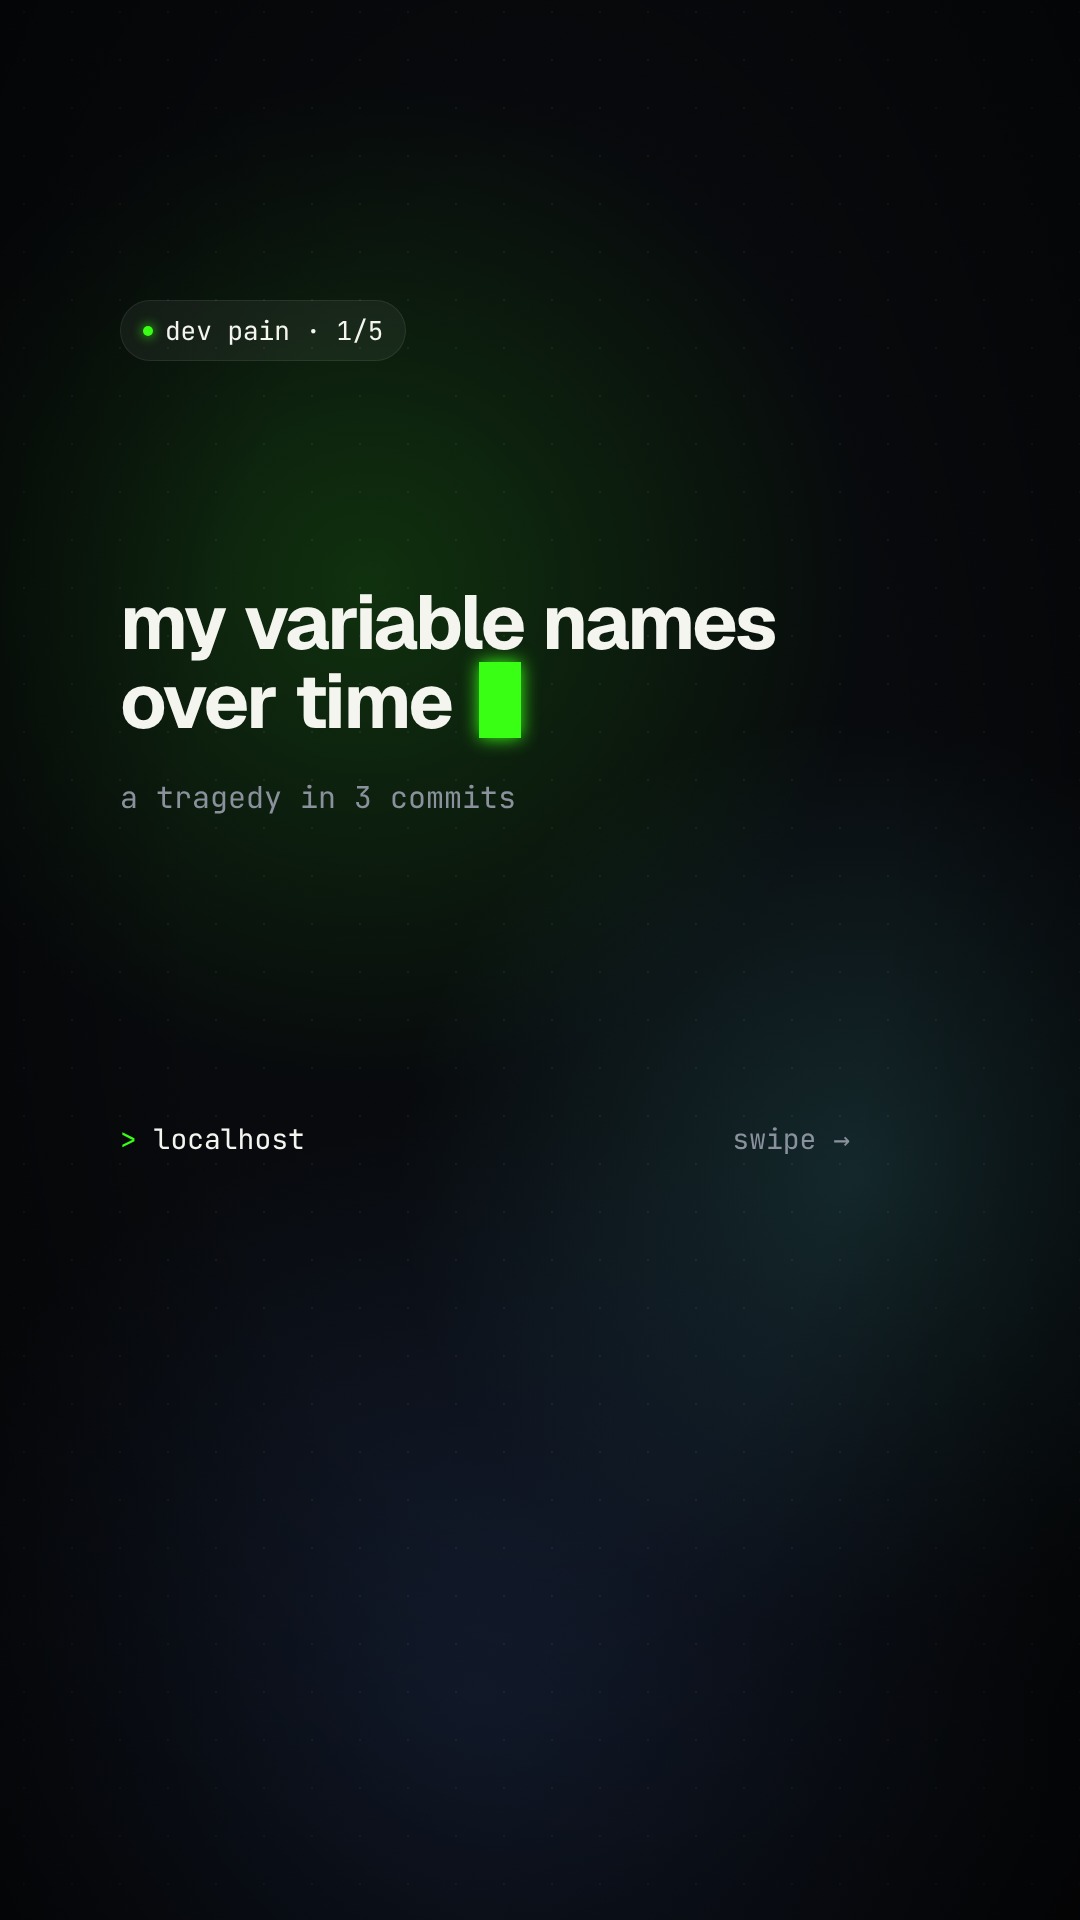 dev pain · 1/5
my variable names
over time
a tragedy in 3 commits
> localhost
swipe →